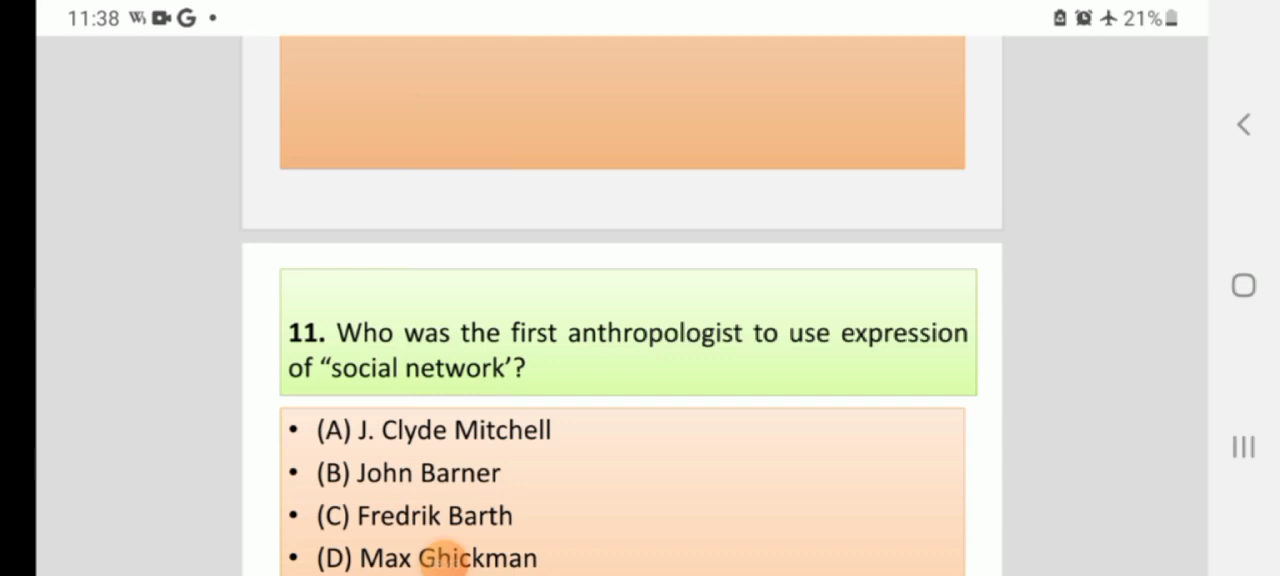 11:38
21%
11. Who was the first anthropologist to use expression
of “social network’?
• (A) J. Clyde Mitchell
• (B) John Barner
• (C) Fredrik Barth
• (D) Max Ghickman